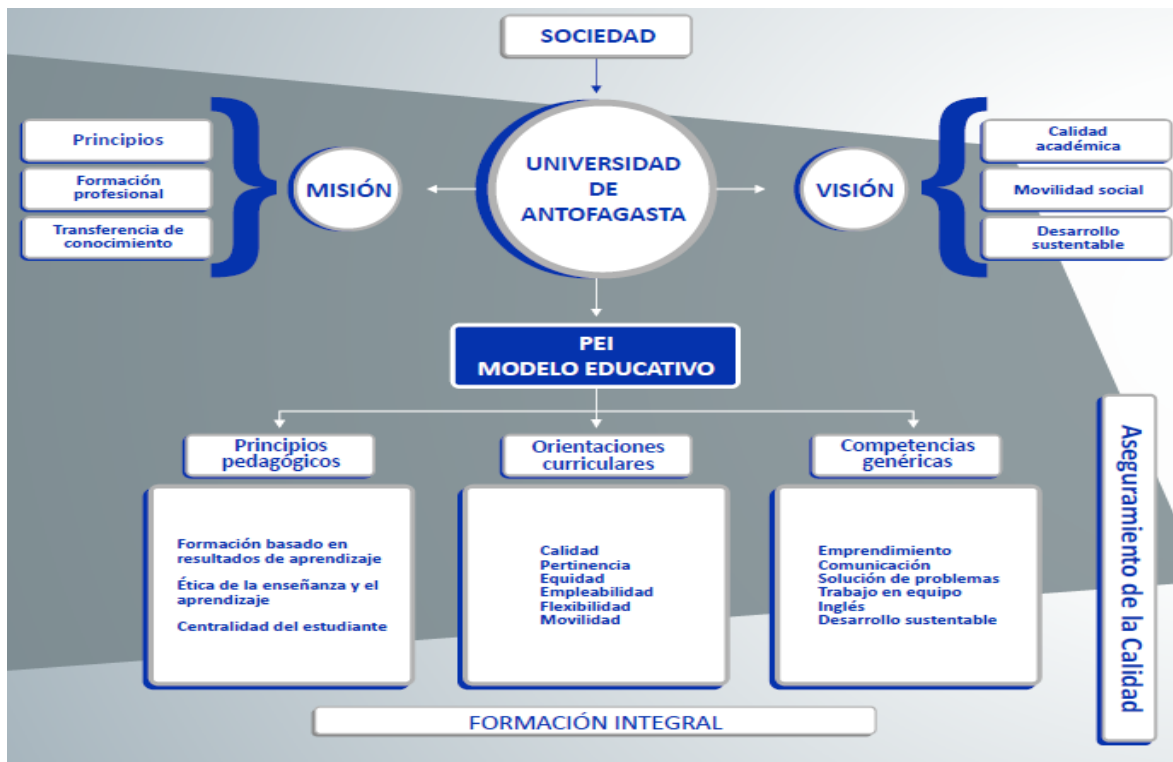 SOCIEDAD
Principios
Formación
profesional
Transferencia de
conocimiento
MISIÓN
UNIVERSIDAD
DE
ANTOFAGASTA
VISIÓN
Calidad
académica
Movilidad social
Desarrollo
sustentable
PEI
MODELO EDUCATIVO
Principios
pedagógicos
Formación basado en
resultados de aprendizaje
Ética de la enseñanza y el
aprendizaje
Centralidad del estudiante
Orientaciones
curriculares
Calidad
Pertinencia
Equidad
Empleabilidad
Flexibilidad
Movilidad
Competencias
genéricas
Emprendimiento
Comunicación
Solución de problemas
Trabajo en equipo
Inglés
Desarrollo sustentable
Aseguramiento de la Calidad
FORMACIÓN INTEGRAL